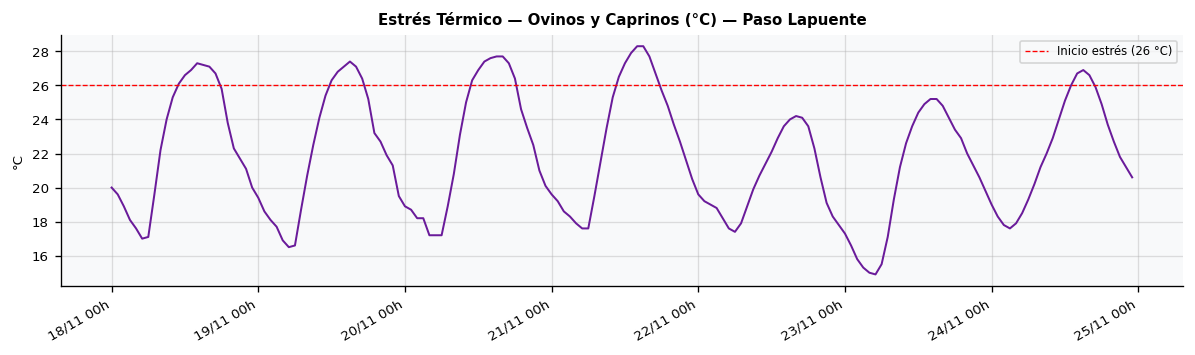 Estrés Térmico — Ovinos y Caprinos (°C) — Paso Lapuente
Inicio estrés (26 °C)
°C
28
26
24
22
20
18
16
18/11 00h
19/11 00h
20/11 00h
21/11 00h
22/11 00h
23/11 00h
24/11 00h
25/11 00h